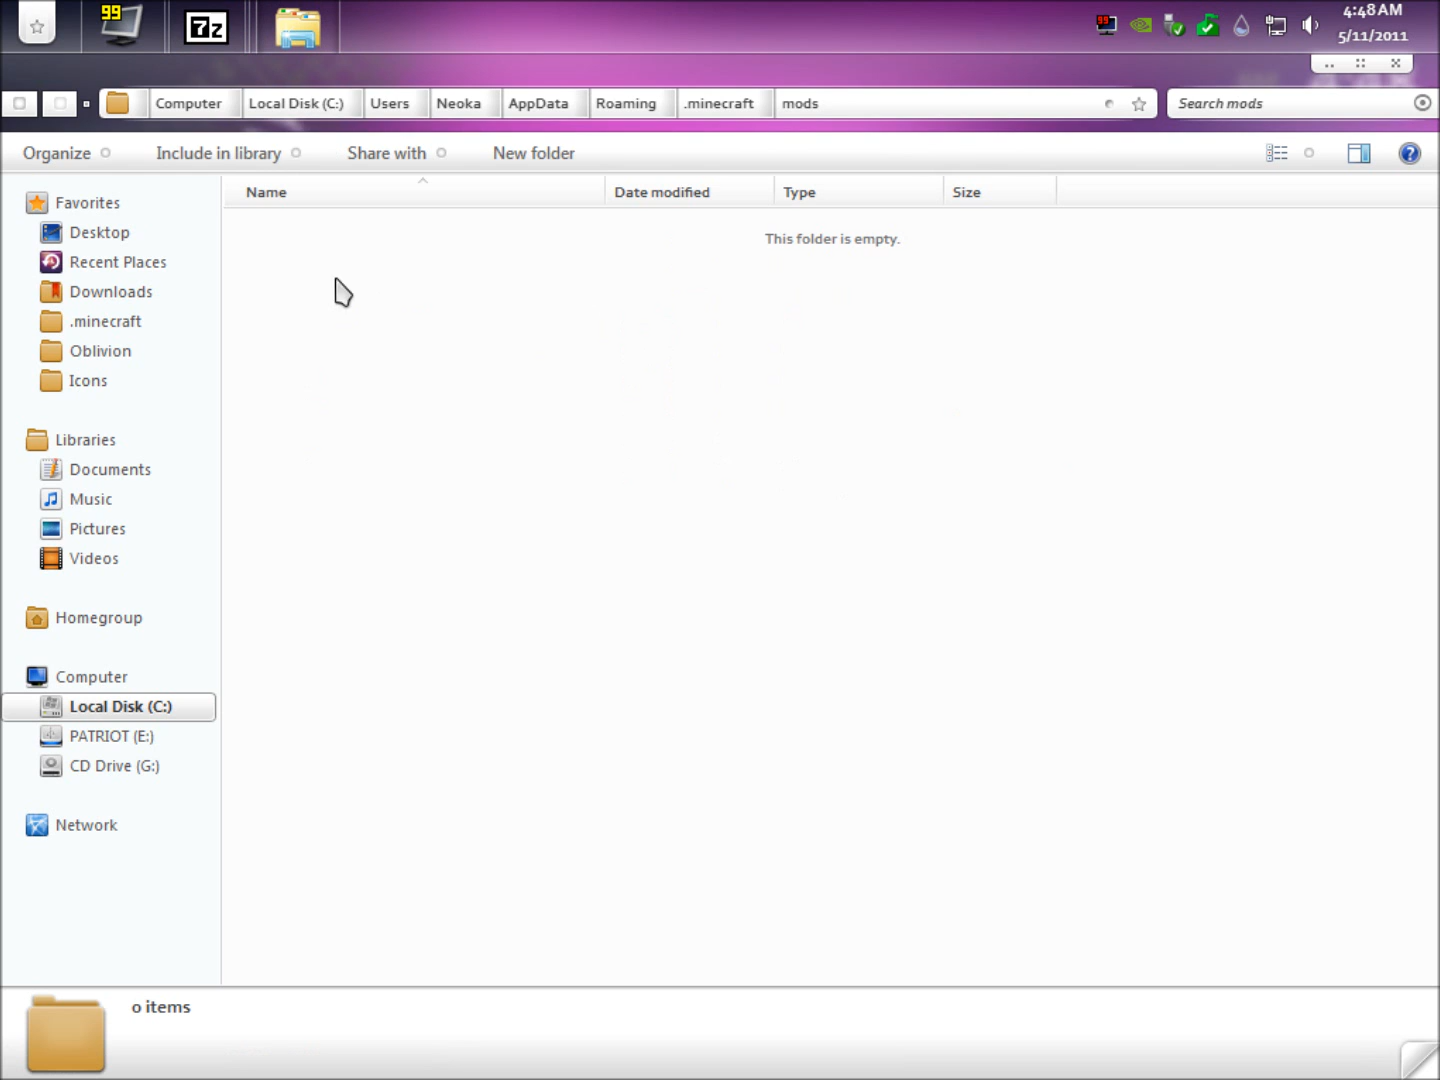 99
7z
99
4:48 AM
5/11/2011
Computer
Local Disk (C:)
Users
Neoka
AppData
Roaming
.minecraft
mods
Search mods
Organize
Include in library
Share with
New folder
Name
Date modified
Type
Size
This folder is empty.
Favorites
Desktop
Recent Places
Downloads
.minecraft
Oblivion
Icons
Libraries
Documents
Music
Pictures
Videos
Homegroup
Computer
Local Disk (C:)
PATRIOT (E:)
CD Drive (G:)
Network
0 items